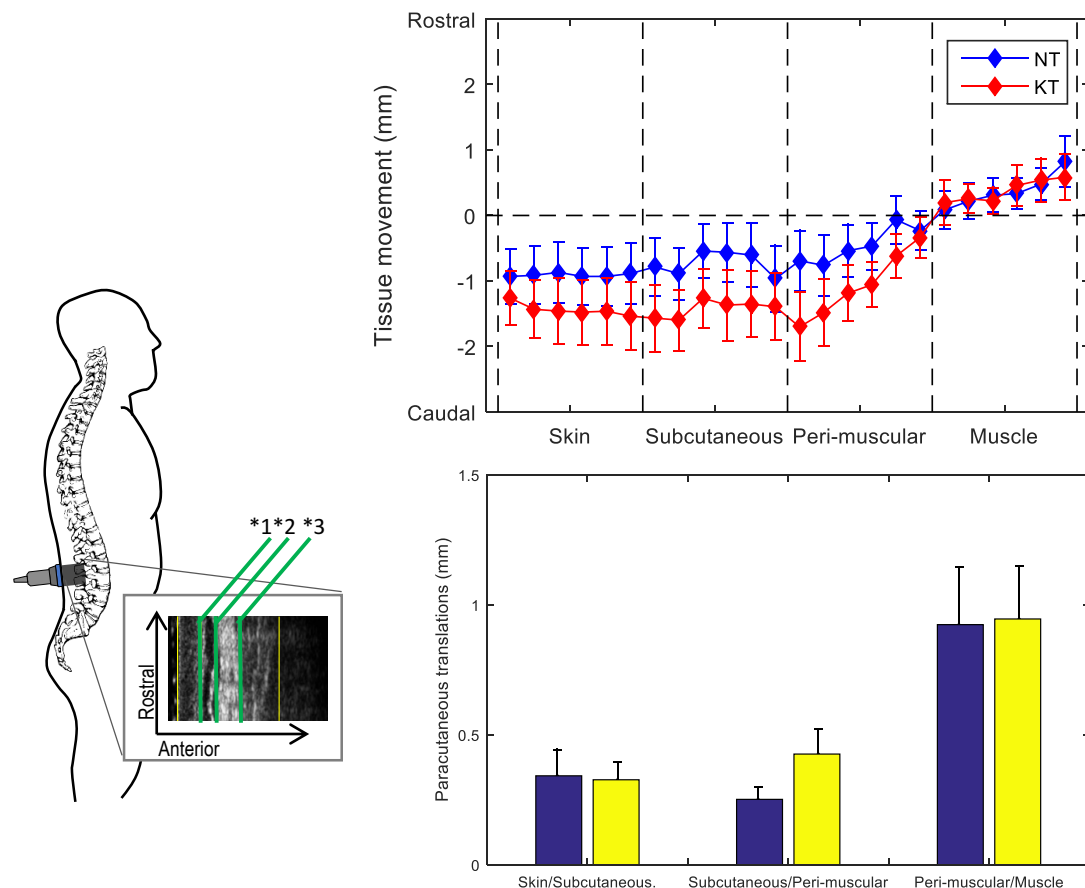 Rostral
2
1
0
-1
-2
Caudal
Tissue movement (mm)
NT
KT
Skin
Subcutaneous
Peri-muscular
Muscle
*1*2 *3
Rostral
Anterior
1.5
1
0.5
0
Paracutaneous translations (mm)
Skin/Subcutaneous.
Subcutaneous/Peri-muscular
Peri-muscular/Muscle